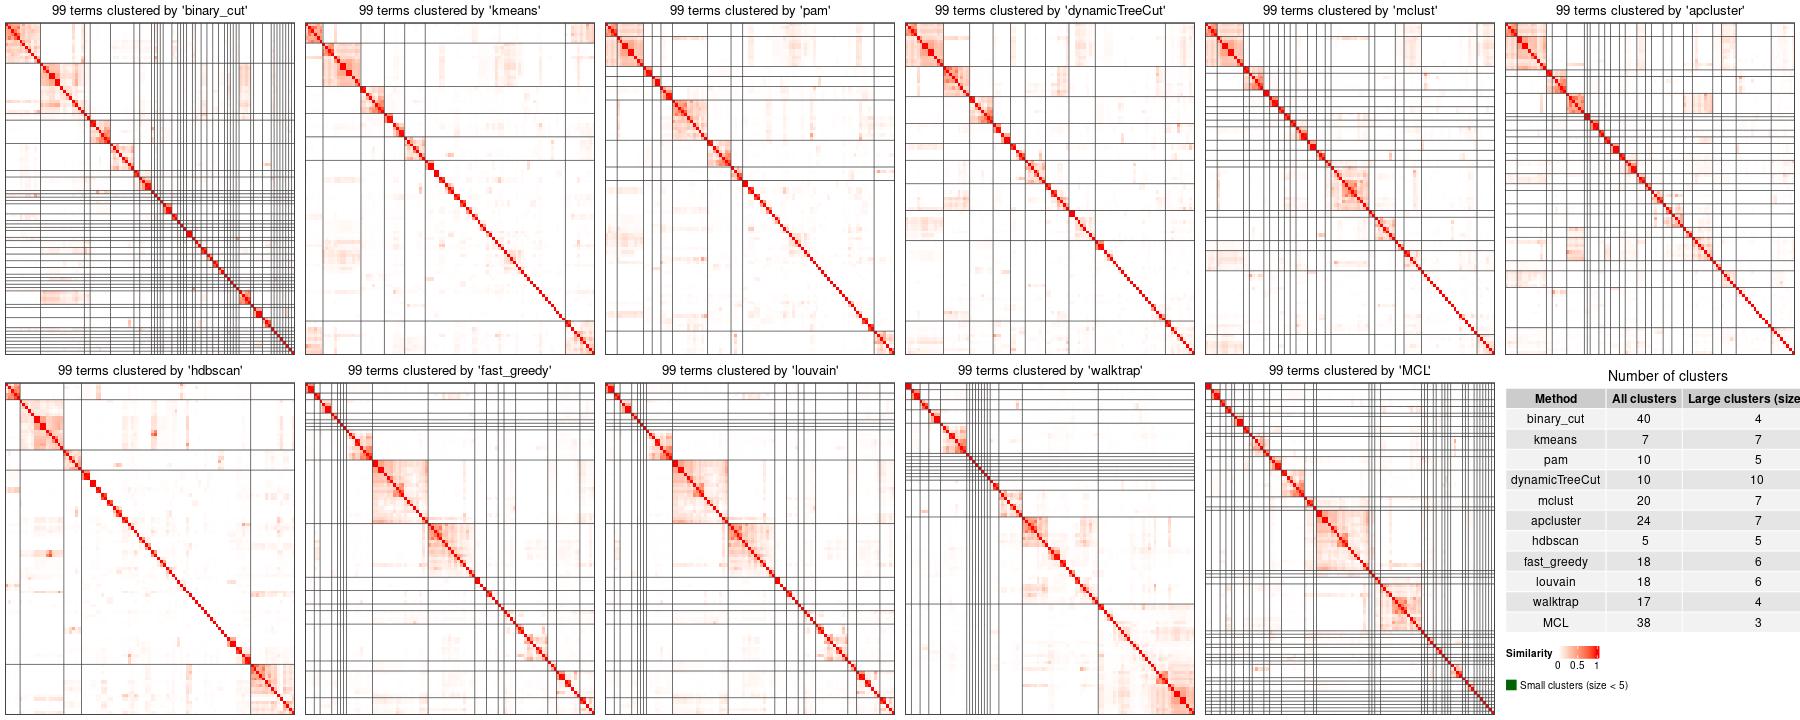 99 terms clustered by 'binary_cut'
99 terms clustered by 'kmeans'
99 terms clustered by 'pam'
99 terms clustered by 'dynamicTreeCut'
99 terms clustered by 'mclust'
99 terms clustered by 'apcluster'
99 terms clustered by 'hdbscan'
99 terms clustered by 'fast_greedy'
99 terms clustered by 'louvain'
99 terms clustered by 'walktrap'
99 terms clustered by 'MCL'
Number of clusters
Method All clusters Large clusters (size
binary_cut 40 4
kmeans 7 7
pam 10 5
dynamicTreeCut 10 10
mclust 20 7
apcluster 24 7
hdbscan 5 5
fast_greedy 18 6
louvain 18 6
walktrap 17 4
MCL 38 3
Similarity
0 0.5 1
Small clusters (size < 5)